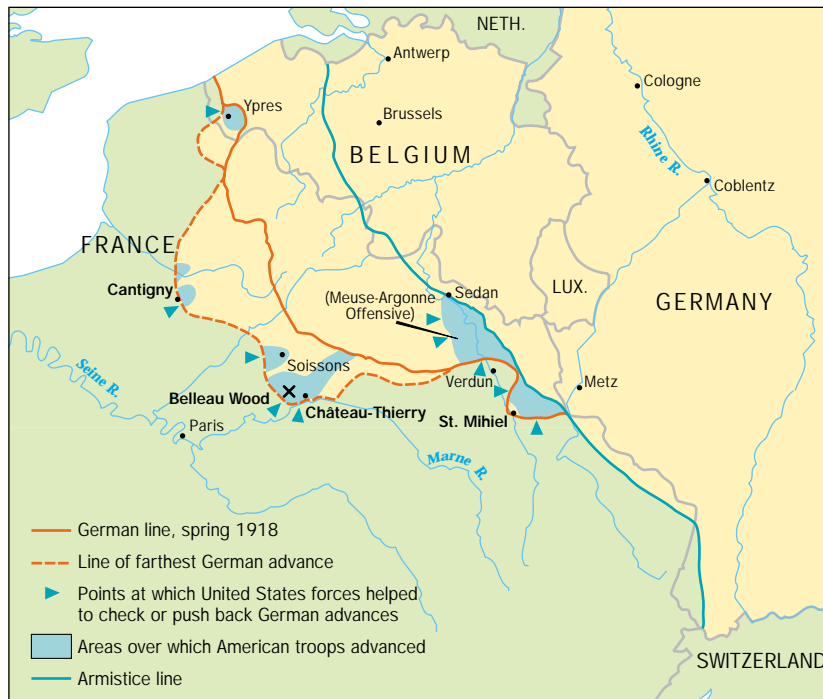 NETH.
Antwerp
Cologne
Ypres
Brussels
BELGIUM
Rhine R.
Coblentz
FRANCE
Cantigny
Sedan
(Meuse-Argonne
Offensive)
LUX.
GERMANY
Seine R.
Soissons
Verdun
Metz
Belleau Wood
Château-Thierry
St. Mihiel
Paris
Marne R.
German line, spring 1918
Line of farthest German advance
Points at which United States forces helped
to check or push back German advances
Areas over which American troops advanced
Armistice line
SWITZERLAND